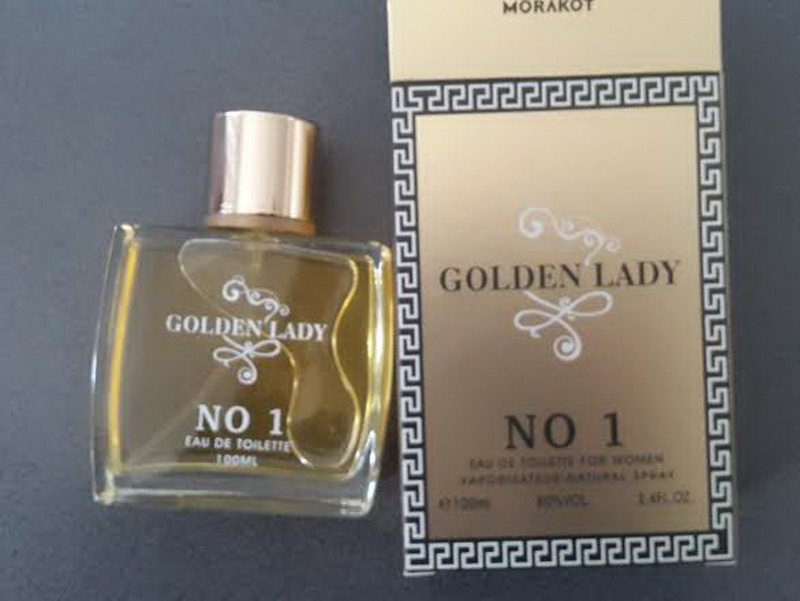 MORAKOT
GOLDEN LADY
NO 1
EAU DE TOILETTE FOR WOMEN
VAPORISATEUR NATURAL SPRAY
℮100ml 80%VOL 3.4FL.OZ.
GOLDEN LADY
NO 1
EAU DE TOILETTE
100ML